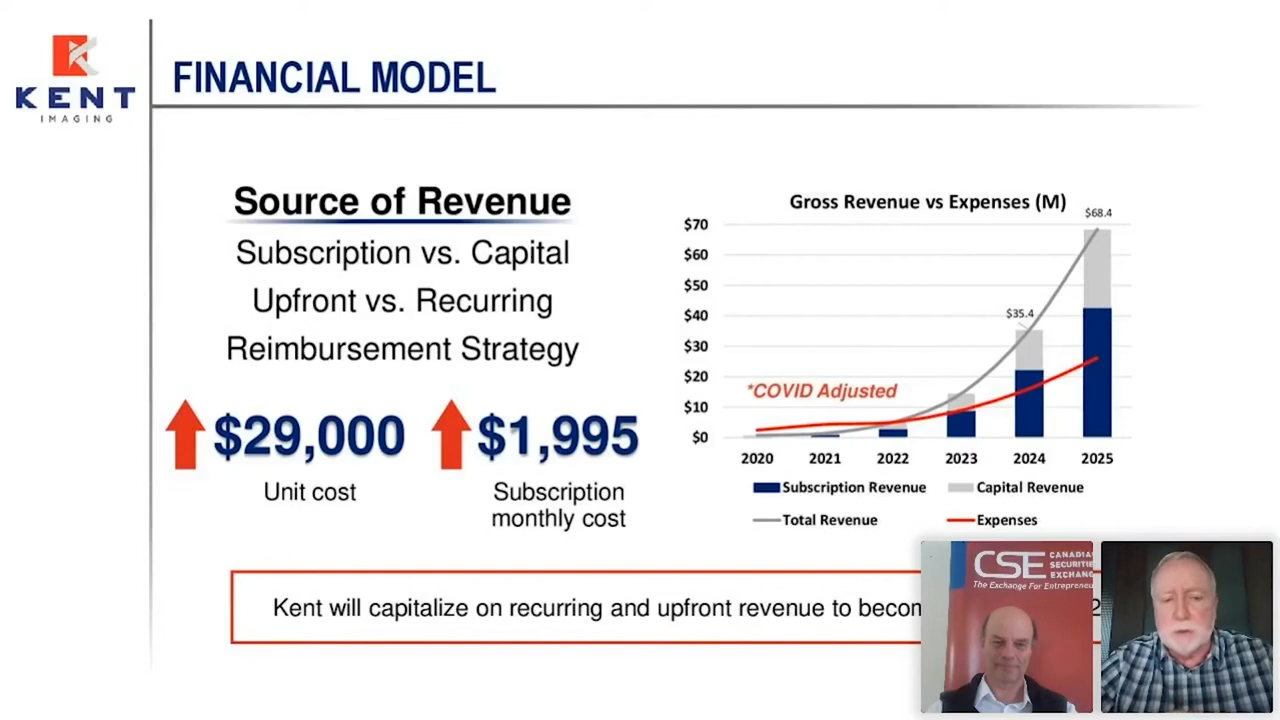 KENT
IMAGING
FINANCIAL MODEL
Source of Revenue
Subscription vs. Capital
Upfront vs. Recurring
Reimbursement Strategy
$29,000
Unit cost
$1,995
Subscription
monthly cost
Gross Revenue vs Expenses (M)
$68.4
$70
$60
$50
$40
$35.4
$30
$20
*COVID Adjusted
$10
$0
2020 2021 2022 2023 2024 2025
Subscription Revenue Capital Revenue
Total Revenue Expenses
Kent will capitalize on recurring and upfront revenue to
CSE
The Exchange For